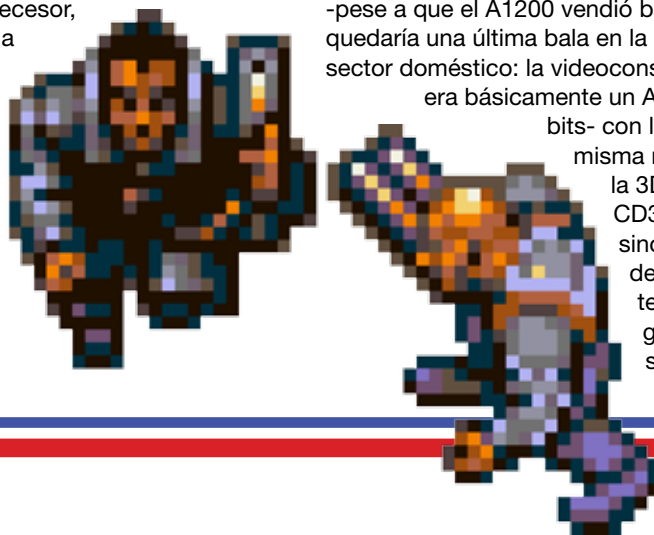 ecesor,
a
-pese a que el A1200 vendió b
quedaría una última bala en la
sector doméstico: la videocons
era básicamente un A
bits- con l
misma
la 3D
CD3
sinc
de
te
g
s